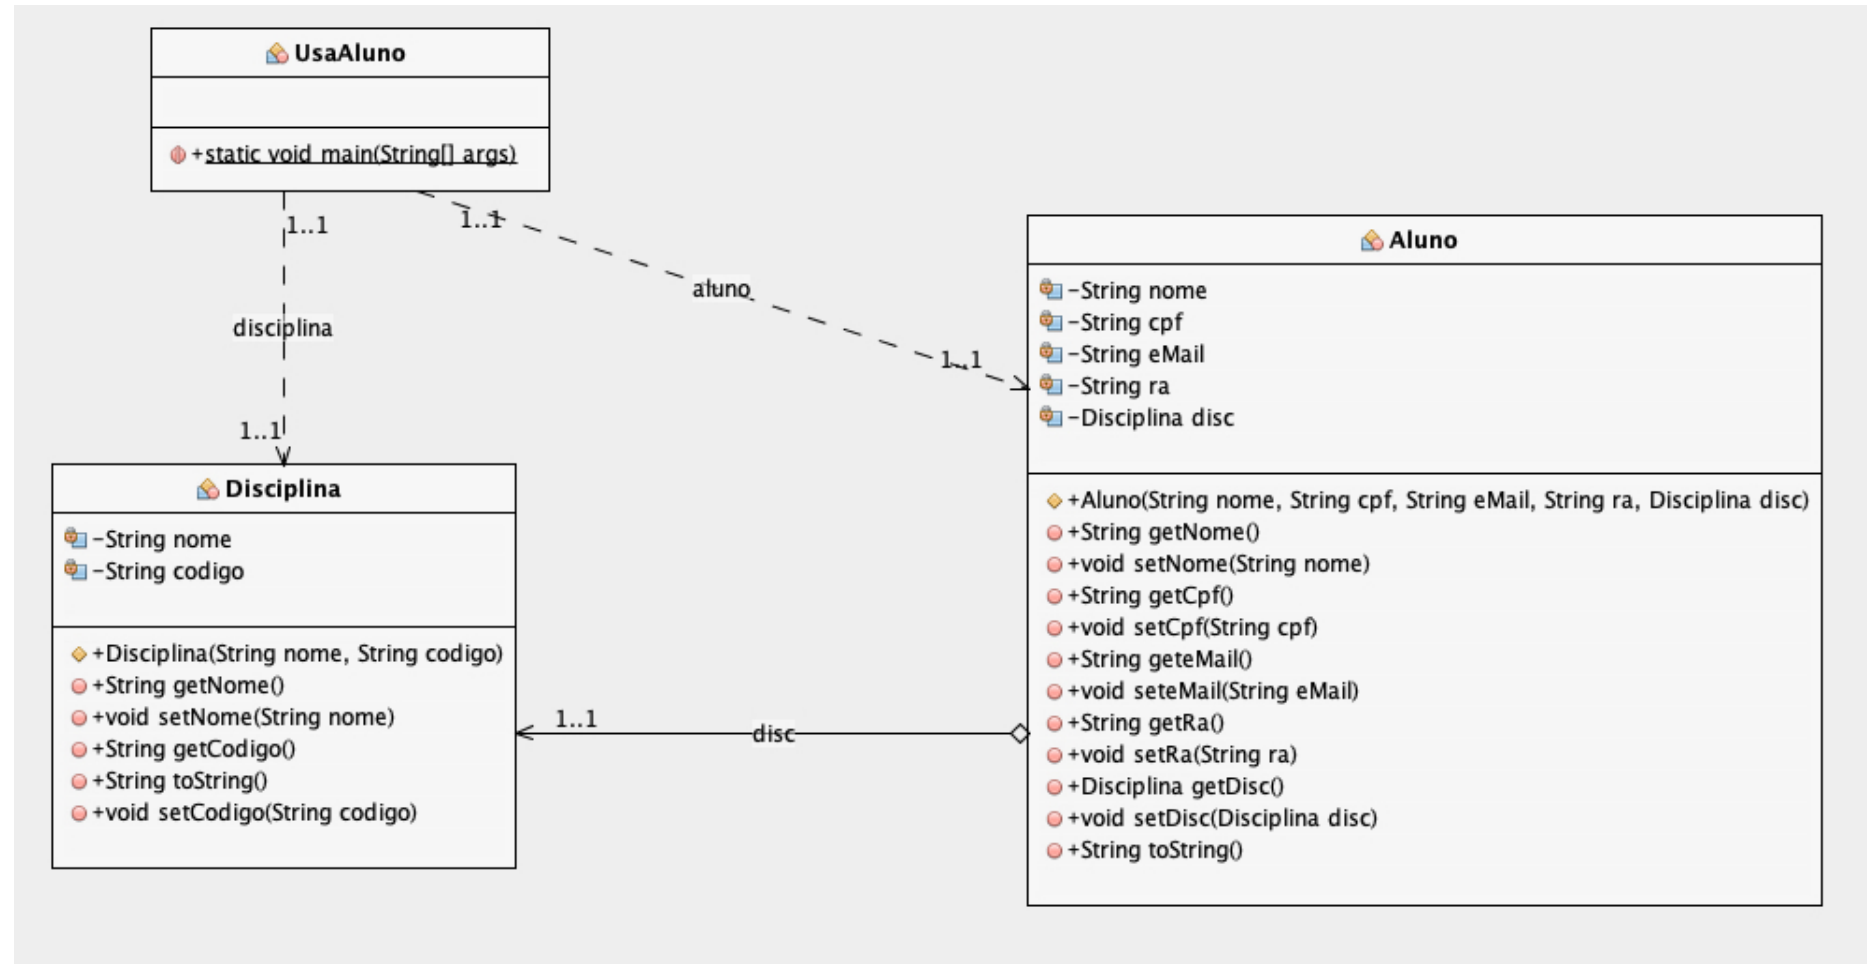 UsaAluno
+static void main(String[] args)
1..1
1..1
aluno
1..1
disciplina
1..1
Aluno
-String nome
-String cpf
-String eMail
-String ra
-Disciplina disc
+Aluno(String nome, String cpf, String eMail, String ra, Disciplina disc)
+String getNome()
+void setNome(String nome)
+String getCpf()
+void setCpf(String cpf)
+String geteMail()
+void seteMail(String eMail)
+String getRa()
+void setRa(String ra)
+Disciplina getDisc()
+void setDisc(Disciplina disc)
+String toString()
Disciplina
-String nome
-String codigo
+Disciplina(String nome, String codigo)
+String getNome()
+void setNome(String nome)
+String getCodigo()
+String toString()
+void setCodigo(String codigo)
1..1
disc